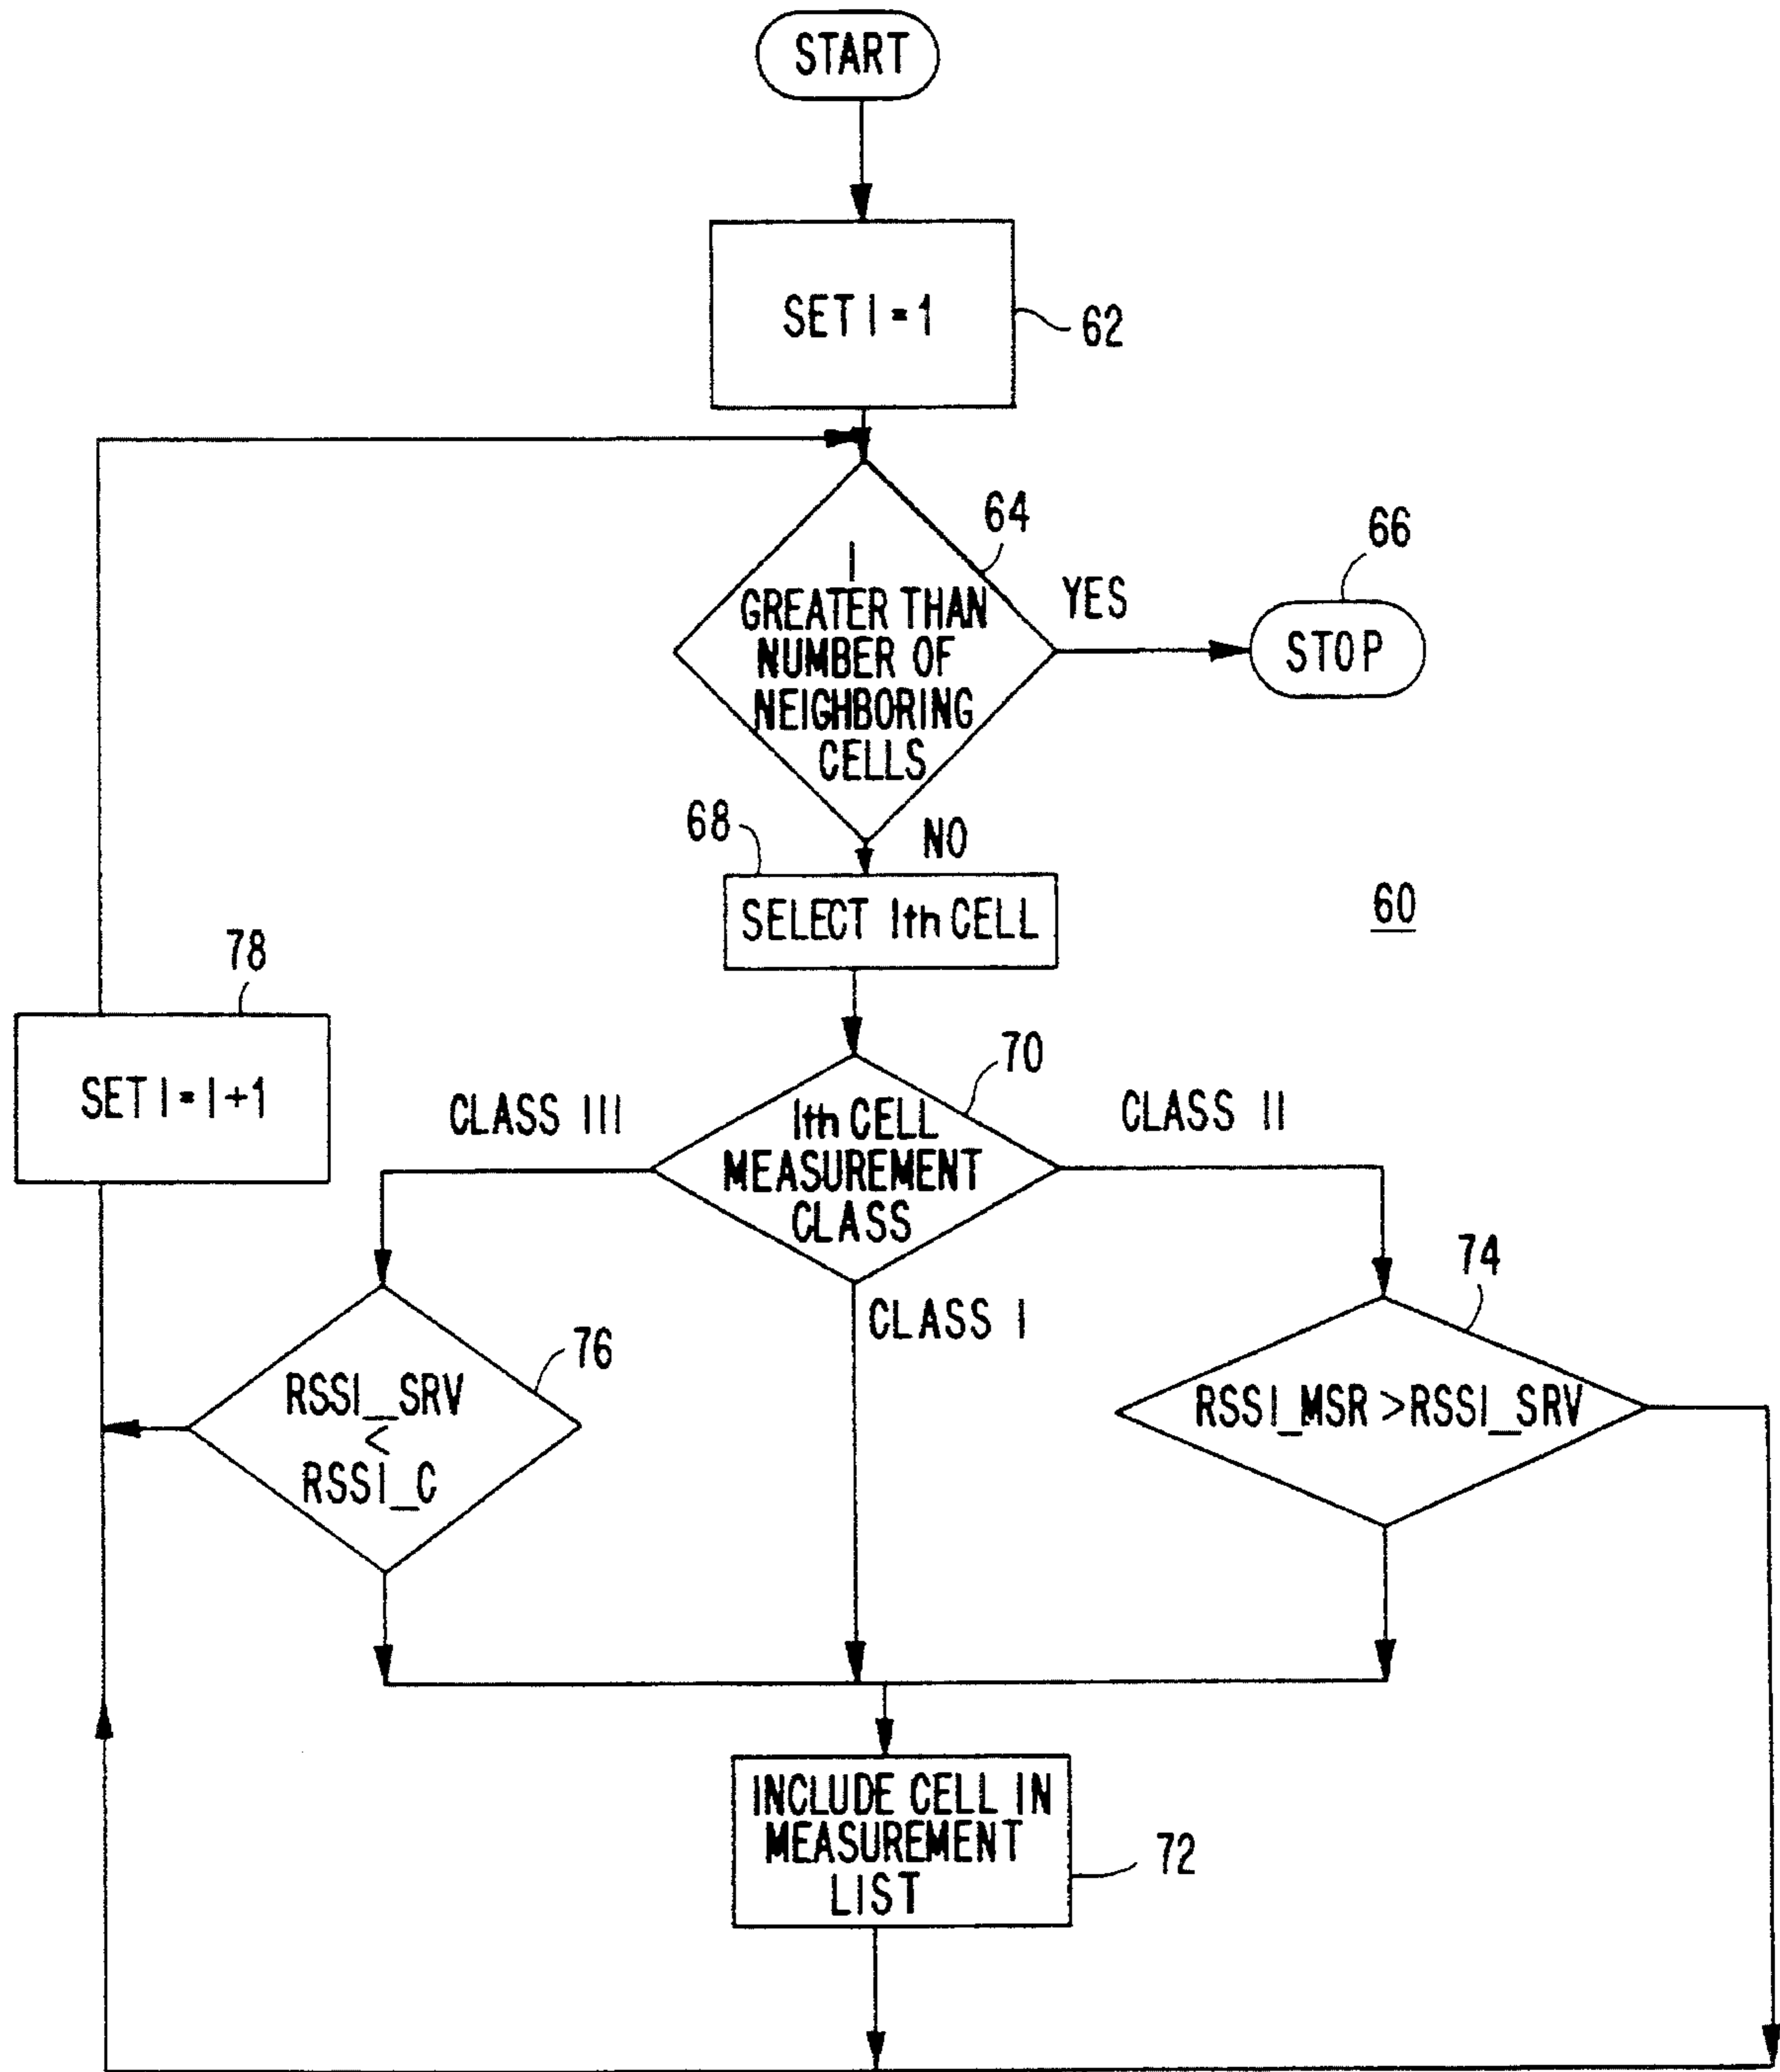 START
SET I = 1
62
64
66
I
GREATER THAN
NUMBER OF
NEIGHBORING
CELLS
YES
STOP
68
NO
SELECT Ith CELL
60
78
SET I = I+1
70
CLASS III
Ith CELL
MEASUREMENT
CLASS
CLASS II
74
CLASS I
76
RSSI_SRV
<
RSSI_C
RSSI_MSR >RSSI_SRV
INCLUDE CELL IN
MEASUREMENT
LIST
72